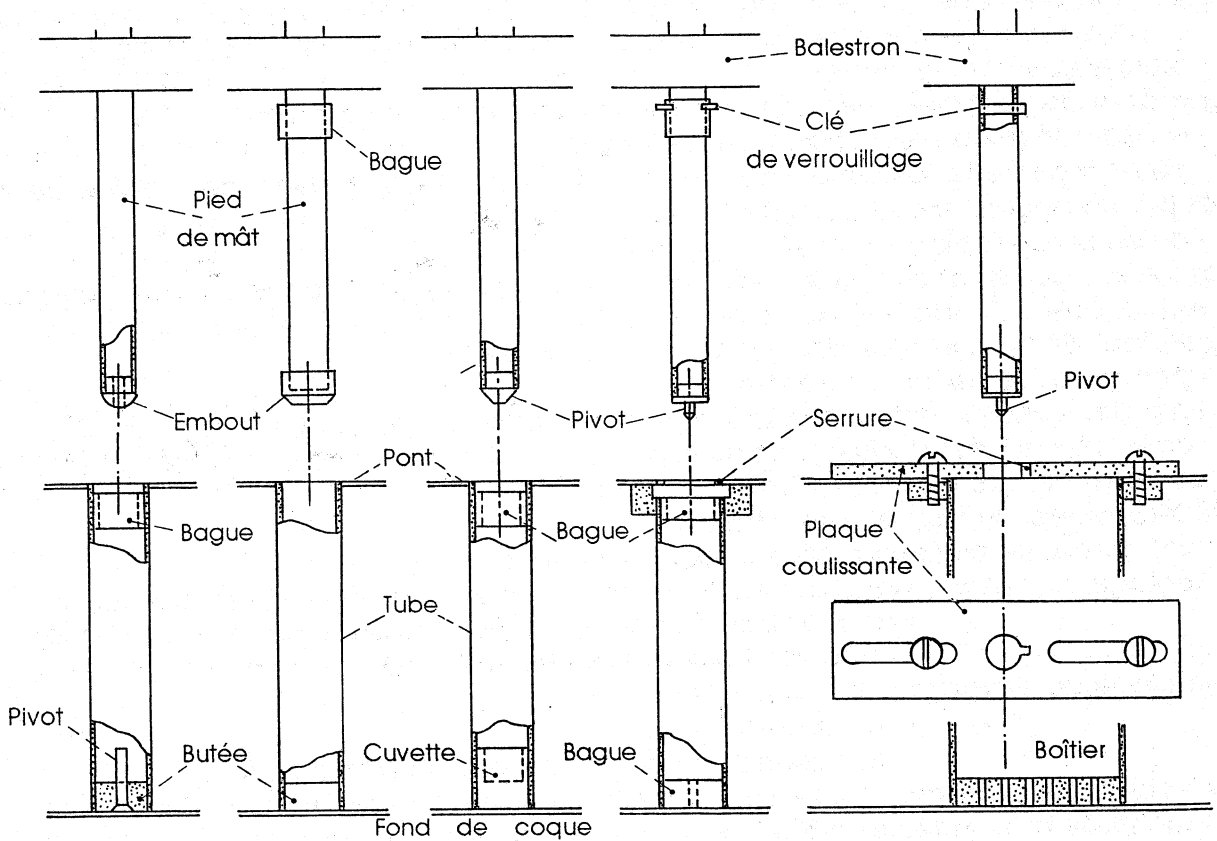 Balestron
Clé
de verrouillage
Bague
Pied
de mât
Embout
Pivot
Pivot
Serrure
Pont
Bague
Bague
Plaque
coulissante
Tube
Pivot
Butée
Cuvette
Bague
Boîtier
Fond de coque